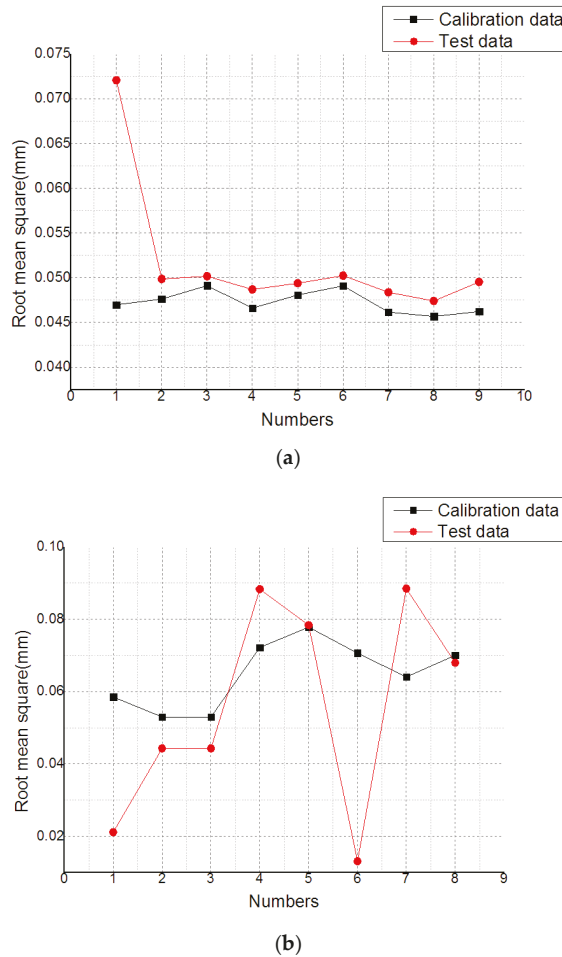 Calibration data
Test data
0.075
0.070
0.065
0.060
0.055
0.050
0.045
0.040
Root mean square(mm)
0 1 2 3 4 5 6 7 8 9 10
Numbers
(a)
Calibration data
Test data
0.10
0.08
0.06
0.04
0.02
Root mean square(mm)
0 1 2 3 4 5 6 7 8 9
Numbers
(b)